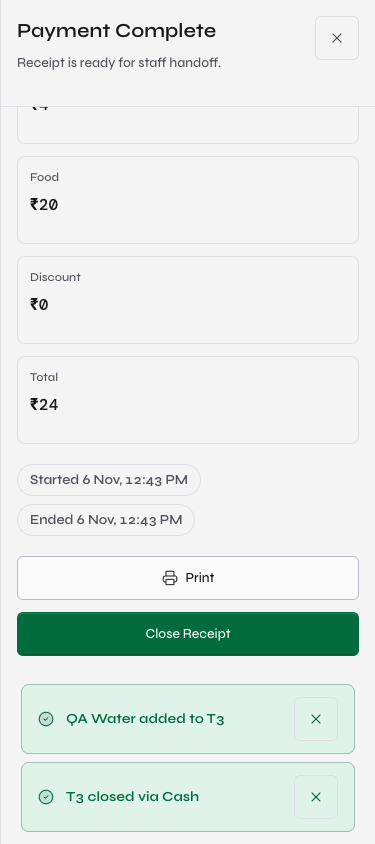 Payment Complete
Receipt is ready for staff handoff.
Food
₹20
Discount
₹0
Total
₹24
Started 6 Nov, 12:43 PM
Ended 6 Nov, 12:43 PM
Print
Close Receipt
QA Water added to T3
T3 closed via Cash